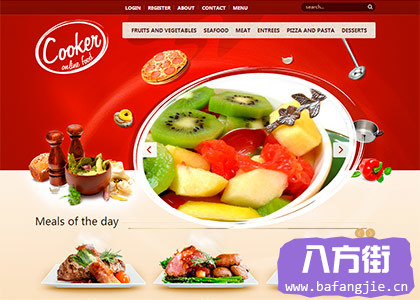 LOGIN REGISTER ABOUT CONTACT MENU
search...
FRUITS AND VEGETABLES SEAFOOD MEAT ENTREES PIZZA AND PASTA DESSERTS
Cooker
online food
Meals of the day
八方街
www.bafangjie.cn